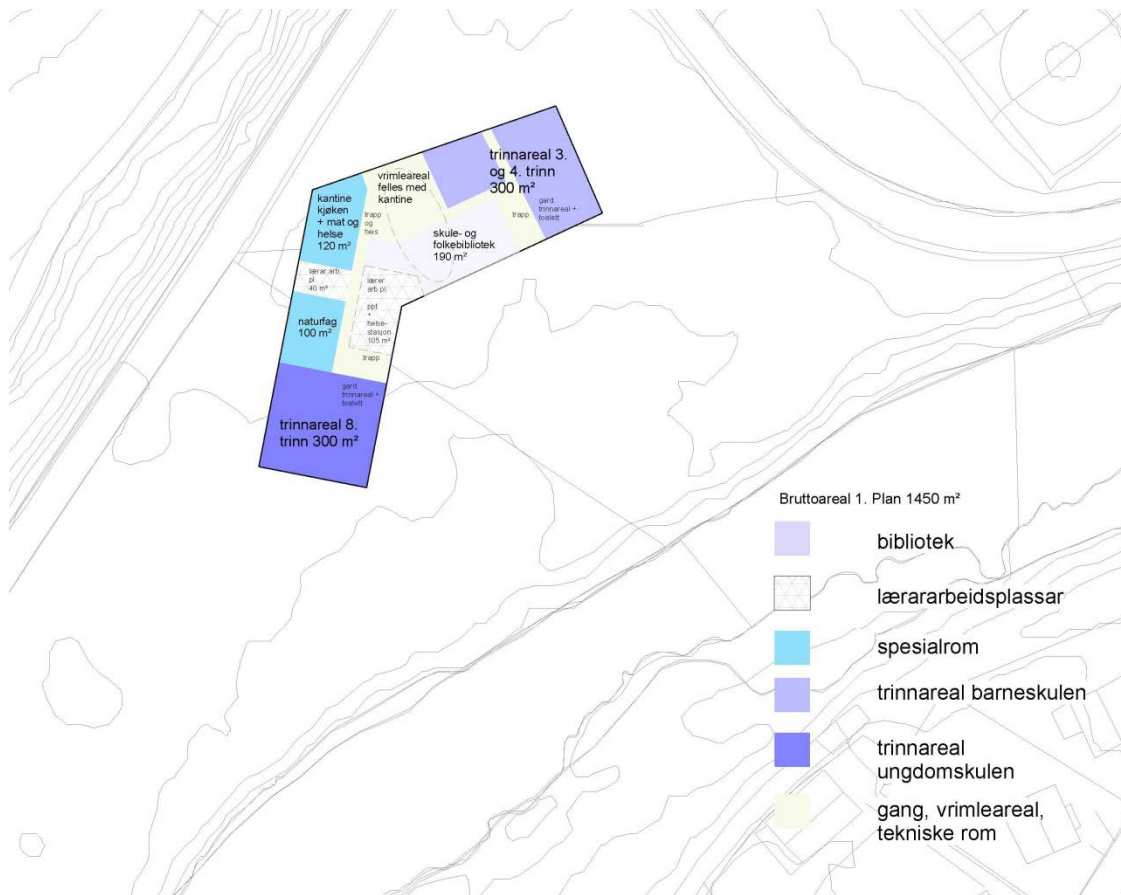 trinnareal 3.
og 4. trinn
300 m²
gard.
trinnareal +
toalett
trapp
vrimleareal
felles med
kantine
kantine
kjøken
+ mat og
helse
120 m²
trapp
og
heis
skule- og
folkebibliotek
190 m²
lærar arb.
pl.
40 m²
lærer
arb.pl.
ppt
+
helse-
stasjon
105 m²
naturfag
100 m²
trapp
gard.
trinnareal +
toalett
trinnareal 8.
trinn 300 m²
Bruttoareal 1. Plan 1450 m²
bibliotek
lærararbeidsplassar
spesialrom
trinnareal barneskulen
trinnareal
ungdomskulen
gang, vrimleareal,
tekniske rom